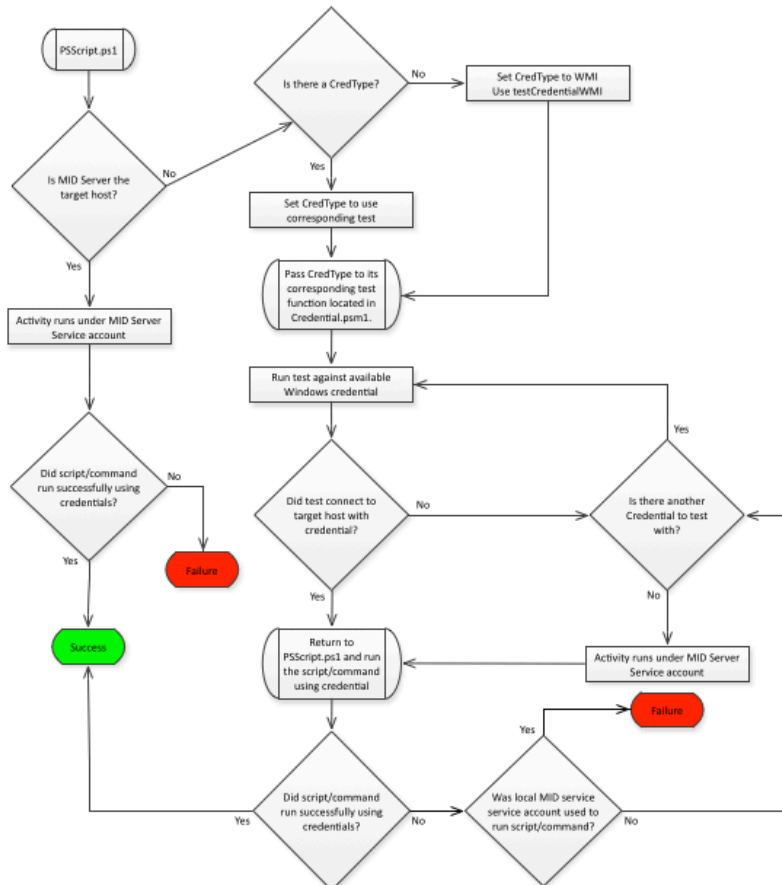 PSScript.ps1
Is MID Server the
target host?
No
Yes
Activity runs under MID Server
Service account
Did script/command
run successfully using
credentials?
No
Yes
Failure
Success
Is there a CredType?
No
Set CredType to WMI
Use testCredentialWMI
Yes
Set CredType to use
corresponding test
Pass CredType to its
corresponding test
function located in
Credential.psm1.
Run test against available
Windows credential
Did test connect to
target host with
credential?
No
Yes
Is there another
Credential to test
with?
Yes
No
Activity runs under MID Server
Service account
Return to
PSScript.ps1 and run
the script/command
using credential
Did script/command
run successfully using
credentials?
Yes
No
Was local MID service
service account used to
run script/command?
Yes
No
Failure